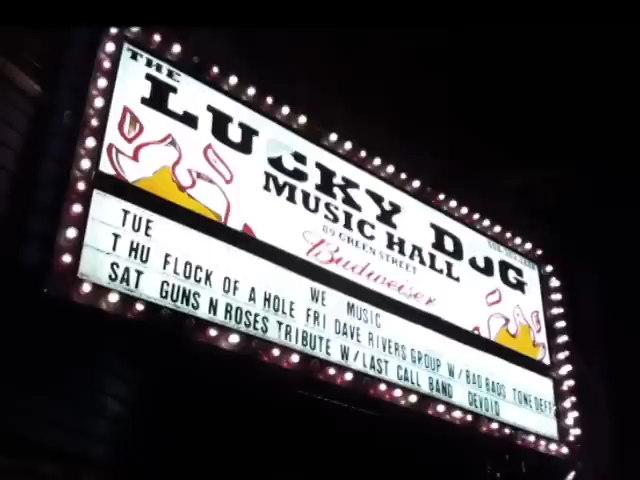 THE
LUCKY DOG
MUSIC HALL
89 GREEN STREET
Budweiser
TUE WE MUSIC
THU FLOCK OF A HOLE FRI DAVE RIVERS GROUP W/ BAD BADS TONE DEFT
SAT GUNS N ROSES TRIBUTE W/ LAST CALL BAND DEVOID